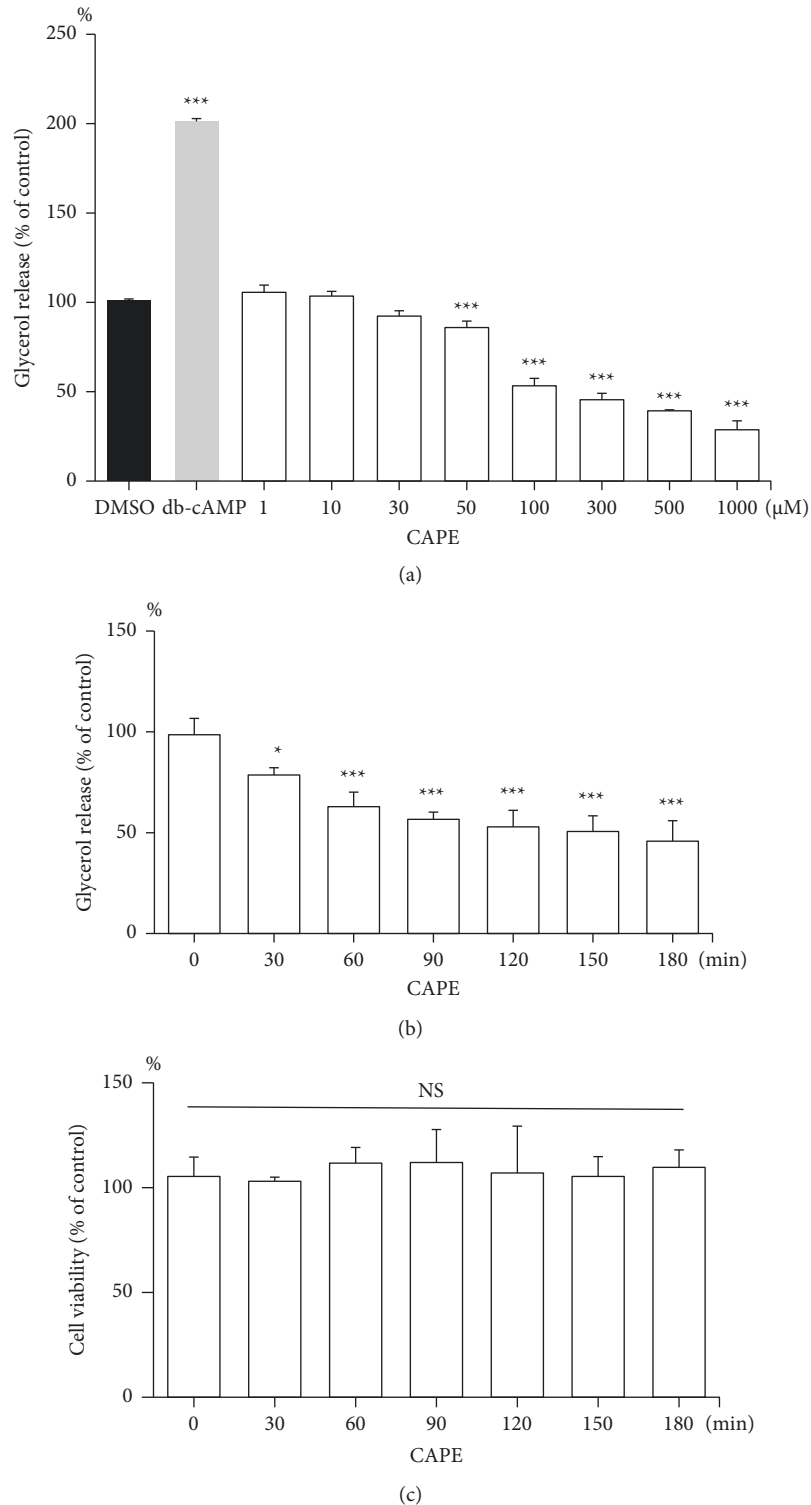 %
250
200
150
100
50
0
Glycerol release (% of control)
***
***
***
***
***
***
DMSO db-cAMP 1 10 30 50 100 300 500 1000 (μM)
CAPE
(a)
%
150
100
50
0
Glycerol release (% of control)
*
***
***
***
***
***
0 30 60 90 120 150 180 (min)
CAPE
(b)
%
150
100
50
0
Cell viability (% of control)
NS
0 30 60 90 120 150 180 (min)
CAPE
(c)